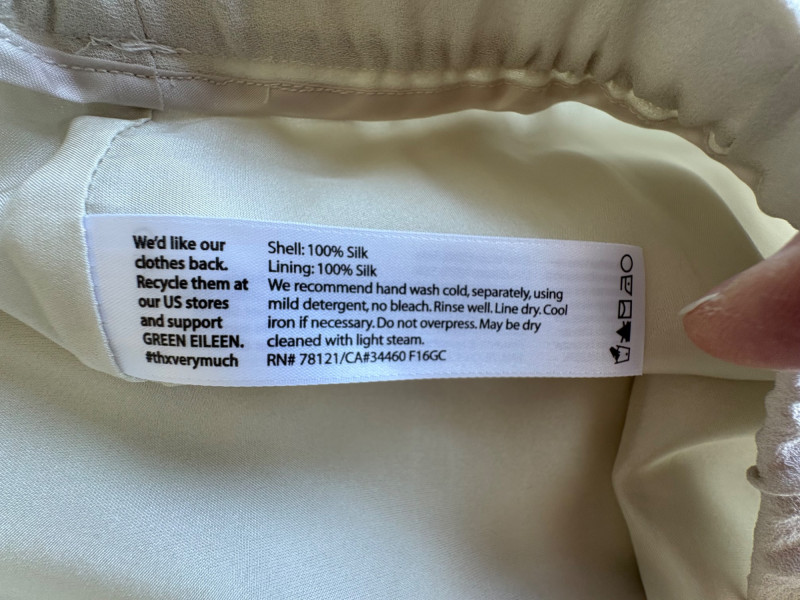 We'd like our
clothes back.
Recycle them at
our US stores
and support
GREEN EILEEN.
#thxverymuch
Shell: 100% Silk
Lining: 100% Silk
We recommend hand wash cold, separately, using
mild detergent, no bleach. Rinse well. Line dry. Cool
iron if necessary. Do not overpress. May be dry
cleaned with light steam.
RN# 78121/CA#34460 F16GC